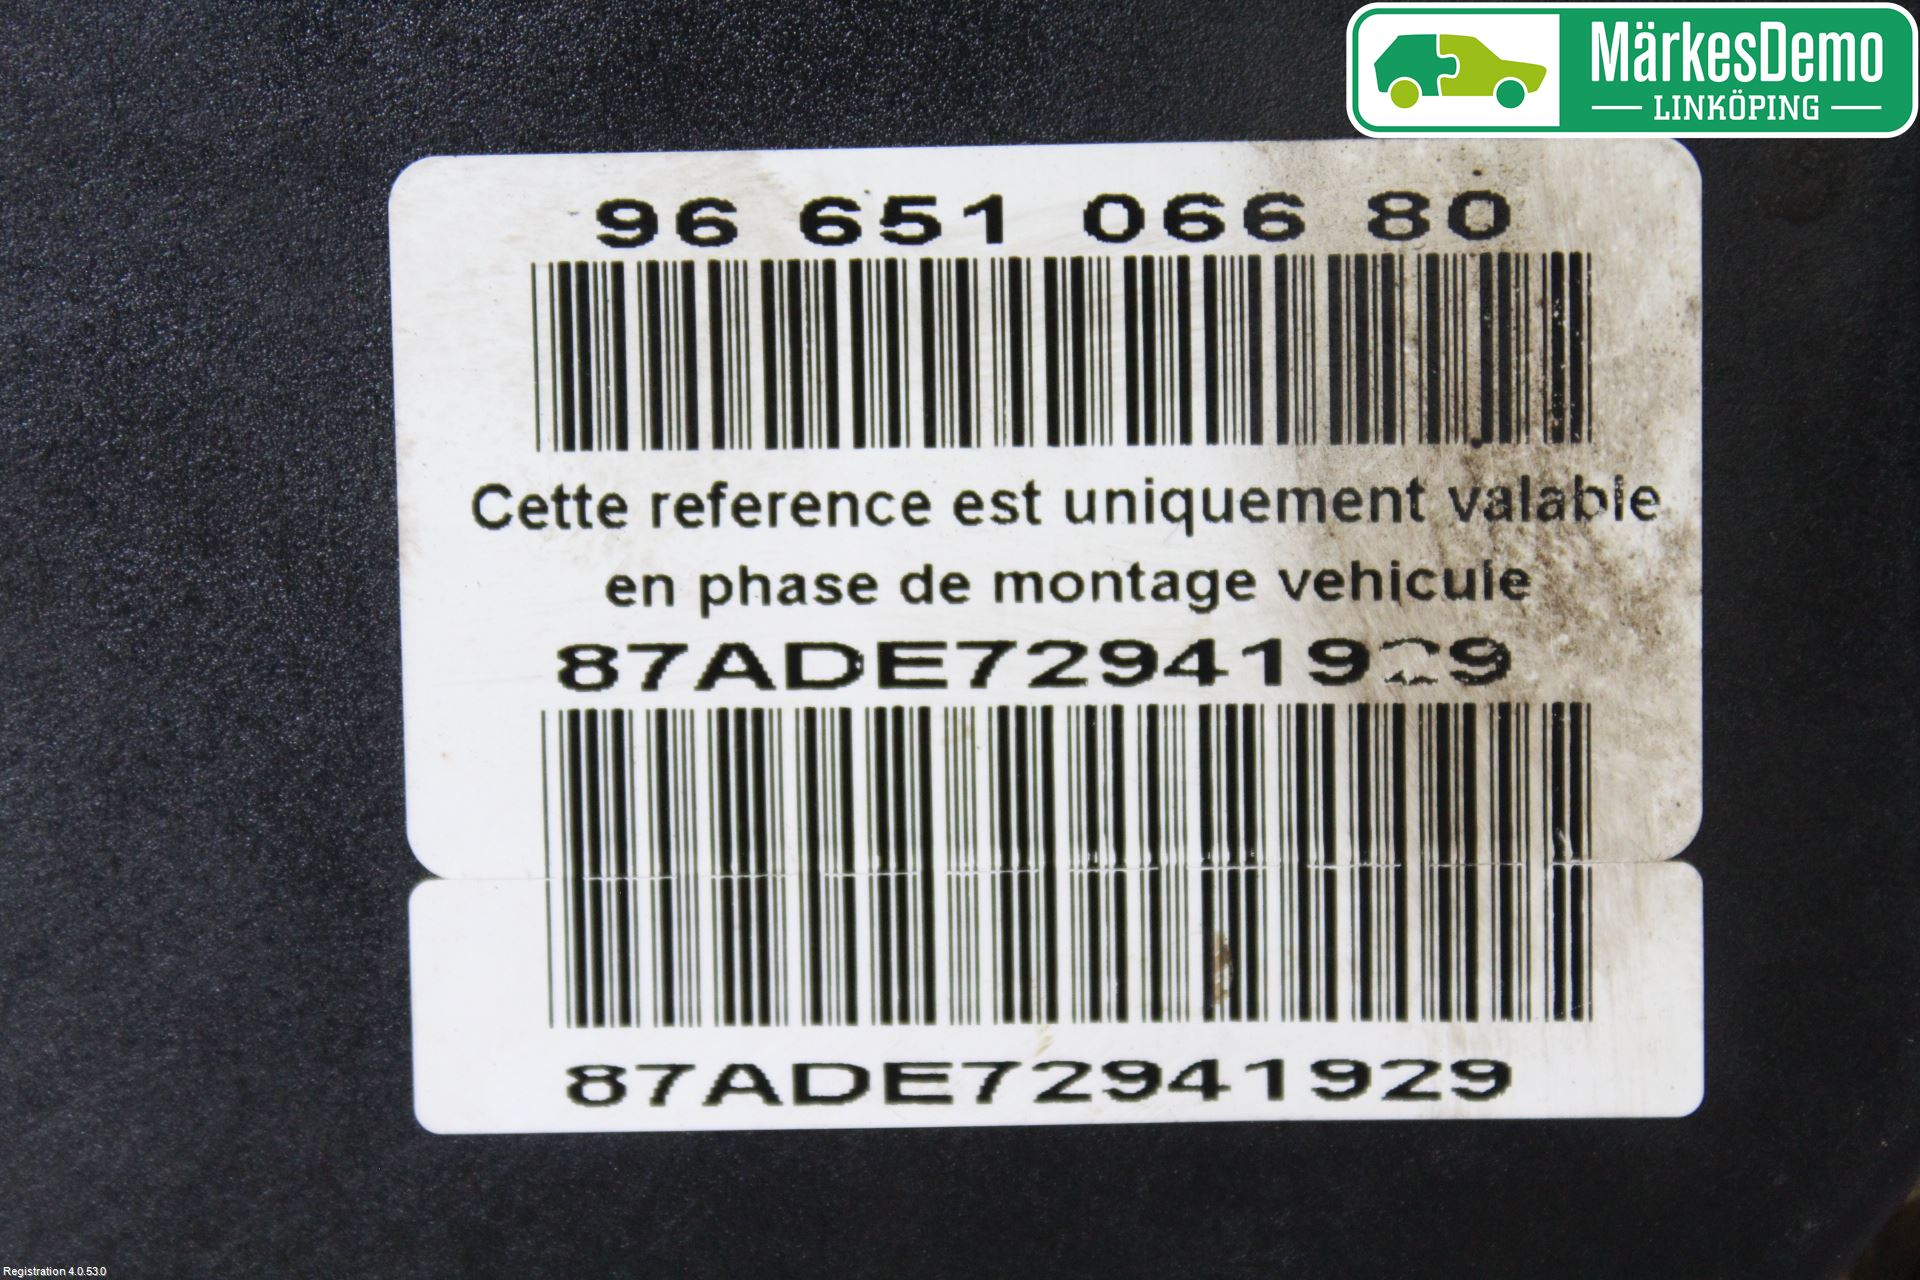 MärkesDemo
LINKÖPING
96 651 066 80
Cette reference est uniquement valable
en phase de montage vehicule
87ADE72941929
87ADE72941929
Registration 4.0.53.0